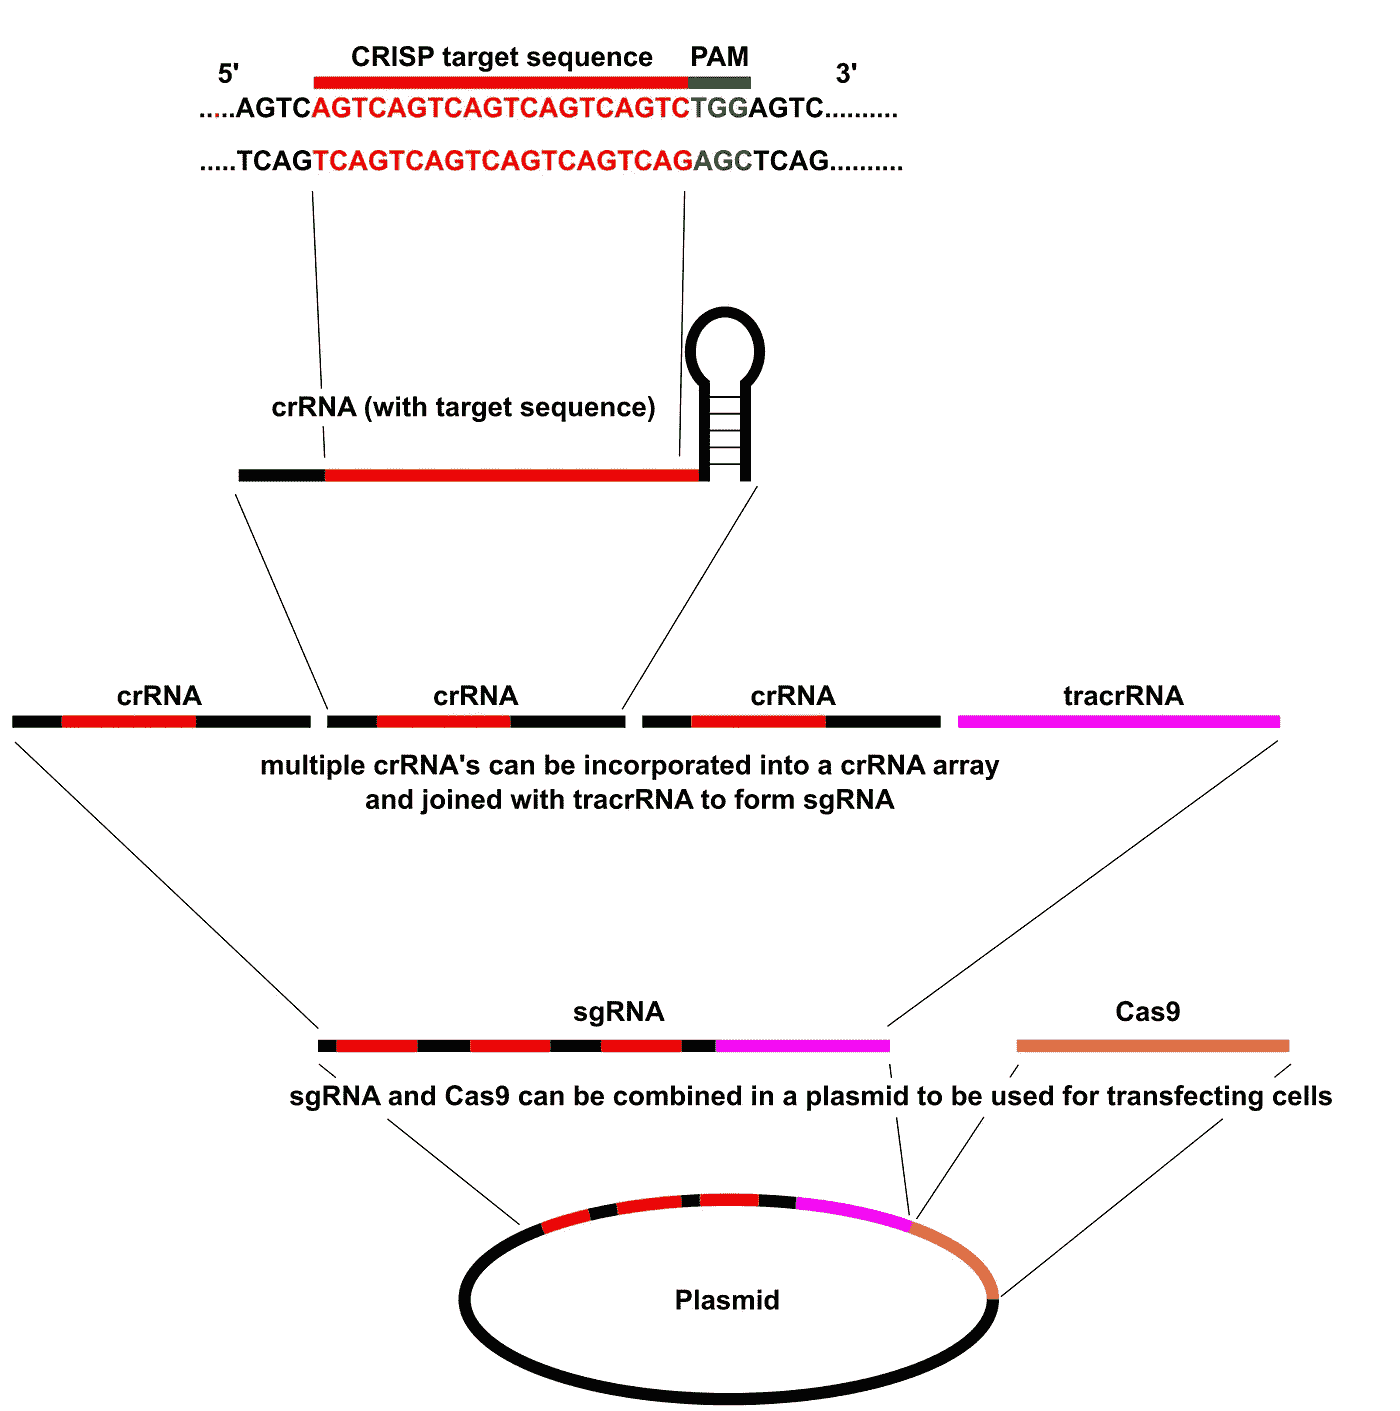 CRISP target sequence PAM
5' 3'
.....AGTCAGTCAGTCAGTCAGTCAGTCTGGAGTC..........
.....TCAGTCAGTCAGTCAGTCAGTCAGAGCTCAG..........
crRNA (with target sequence)
crRNA crRNA crRNA tracrRNA
multiple crRNA's can be incorporated into a crRNA array
and joined with tracrRNA to form sgRNA
sgRNA Cas9
sgRNA and Cas9 can be combined in a plasmid to be used for transfecting cells
Plasmid